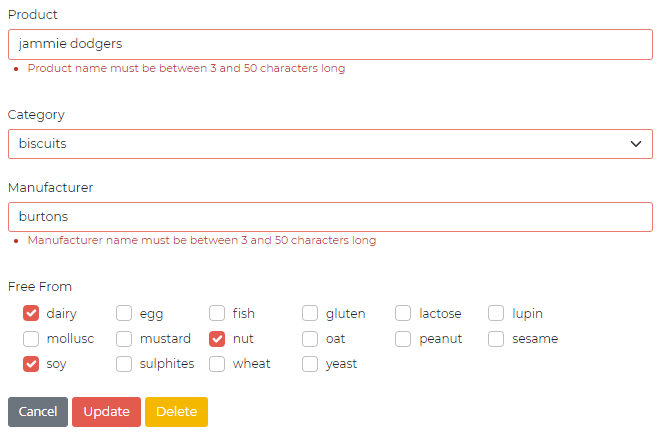 Product
jammie dodgers
Product name must be between 3 and 50 characters long
Category
biscuits
Manufacturer
burtons
Manufacturer name must be between 3 and 50 characters long
Free From
dairy egg fish gluten lactose lupin
mollusc mustard nut oat peanut sesame
soy sulphites wheat yeast
Cancel Update Delete